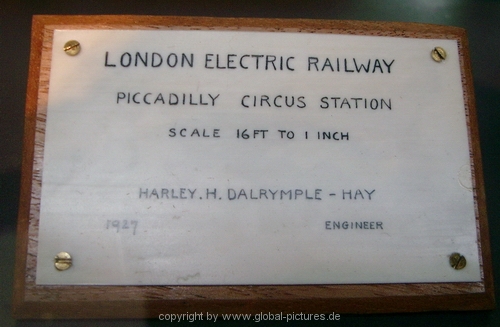 LONDON ELECTRIC RAILWAY
PICCADILLY CIRCUS STATION
SCALE 16FT TO 1 INCH
HARLEY. H. DALRYMPLE - HAY
1927 ENGINEER
copyright by www.global-pictures.de